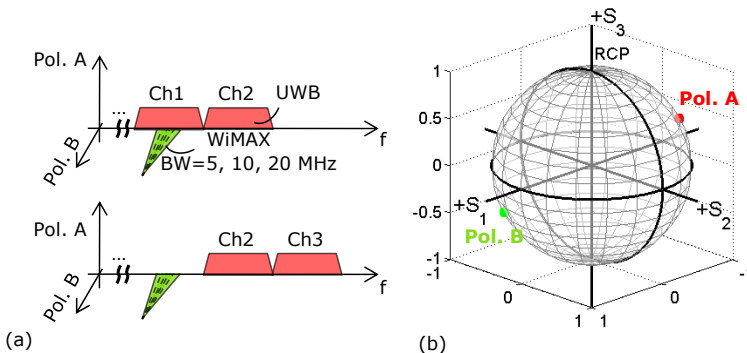 Pol. A
Pol. B
...
Ch1
Ch2
UWB
WiMAX
BW=5, 10, 20 MHz
f
Pol. A
Pol. B
...
Ch2
Ch3
f
(a)
(b)
+S3
RCP
Pol. A
Pol. B
+S1
+S2
1
0.5
0
-0.5
-1
-1
0
1
1
0
-1